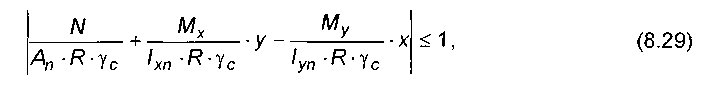 | N / (A_n · R · γ_c) + M_x / (I_xn · R · γ_c) · y − M_y / (I_yn · R · γ_c) · x | ≤ 1, (8.29)